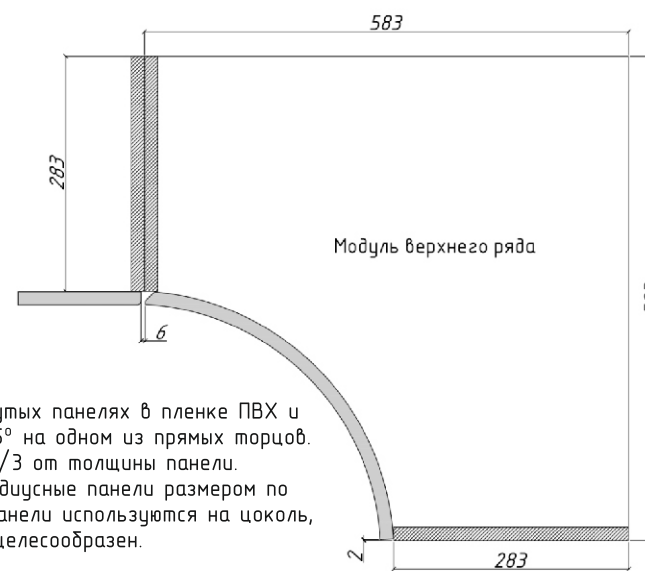 583
283
Модуль верхнего ряда
6
утых панелях в пленке ПВХ и
° на одном из прямых торцов.
/3 от толщины панели.
диусные панели размером по
анели используются на цоколь,
целесообразен.
2
283